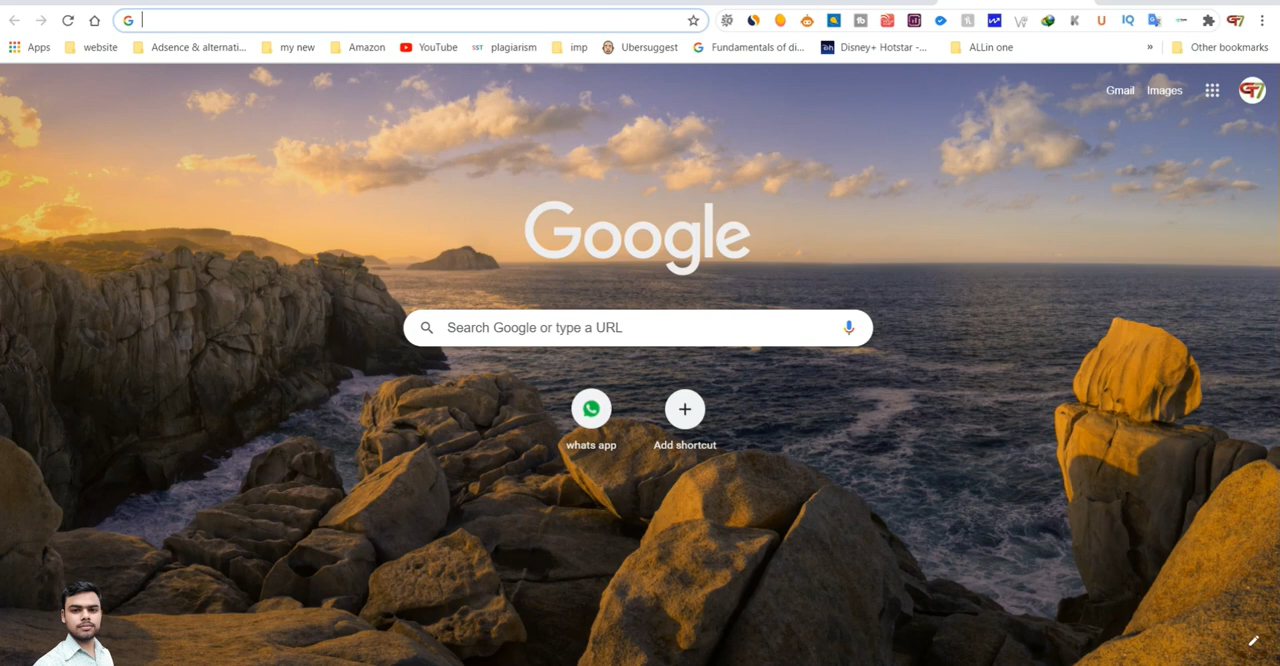 Apps website Adsence & alternati... my new Amazon YouTube SST plagiarism imp Ubersuggest Fundamentals of di... Disney+ Hotstar -... ALLin one » Other bookmarks
Gmail Images
Google
Search Google or type a URL
whats app Add shortcut